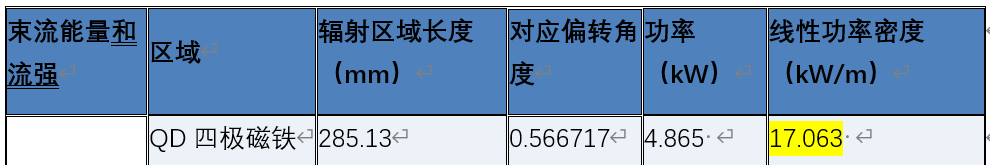 束流能量和流强
区域
辐射区域长度（mm）
对应偏转角度
功率（kW）
线性功率密度（kW/m）
QD 四极磁铁
285.13
0.566717
4.865
17.063